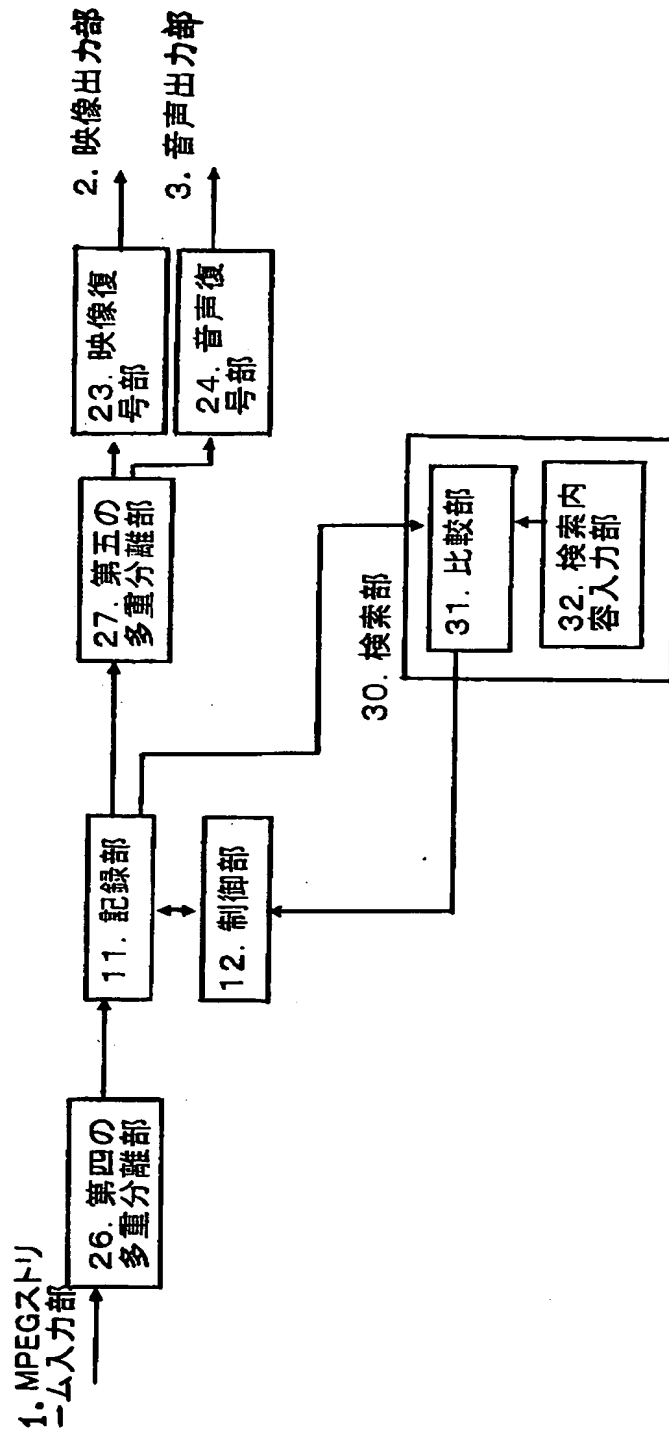 1. MPEGストリ
ーム入力部
26. 第四の
多重分離部
11. 記録部
12. 制御部
27. 第五の
多重分離部
23. 映像復
号部
24. 音声復
号部
2. 映像出力部
3. 音声出力部
30. 検索部
31. 比較部
32. 検索内
容入力部